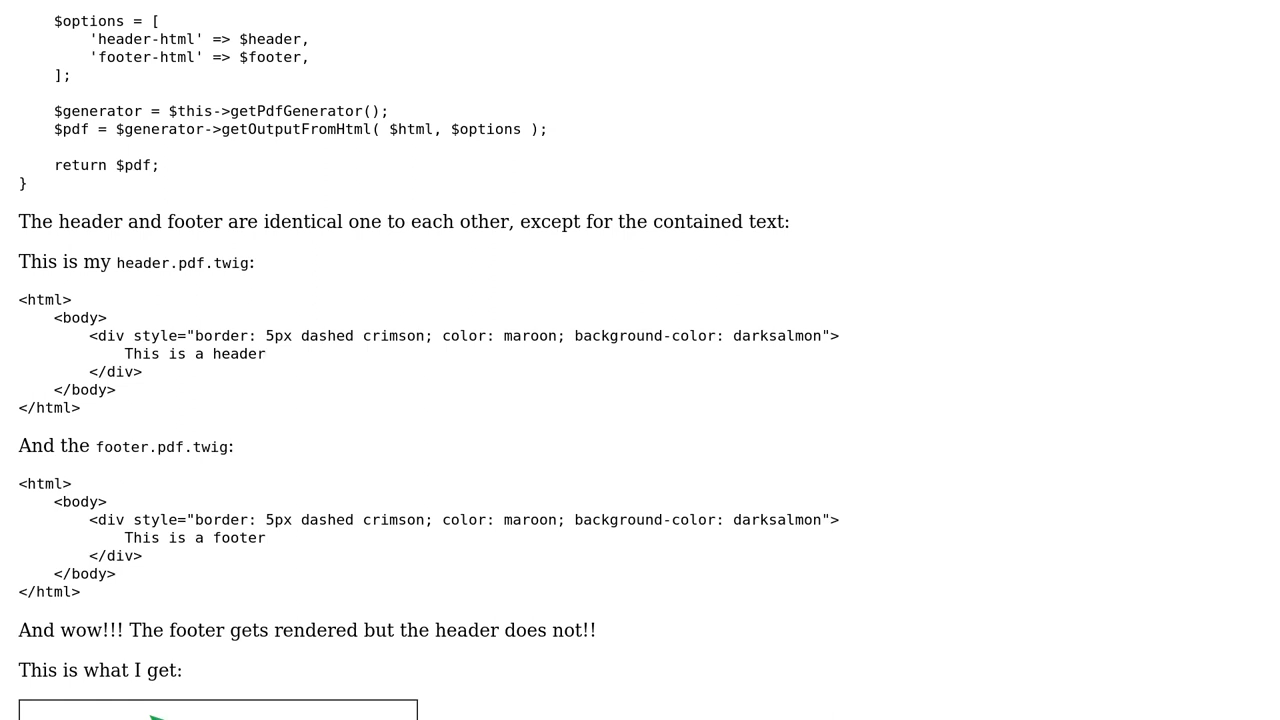 $options = [
        'header-html' => $header,
        'footer-html' => $footer,
    ];

    $generator = $this->getPdfGenerator();
    $pdf = $generator->getOutputFromHtml( $html, $options );

    return $pdf;
}
The header and footer are identical one to each other, except for the contained text:
This is my header.pdf.twig:
<html>
    <body>
        <div style="border: 5px dashed crimson; color: maroon; background-color: darksalmon">
            This is a header
        </div>
    </body>
</html>
And the footer.pdf.twig:
<html>
    <body>
        <div style="border: 5px dashed crimson; color: maroon; background-color: darksalmon">
            This is a footer
        </div>
    </body>
</html>
And wow!!! The footer gets rendered but the header does not!!
This is what I get: